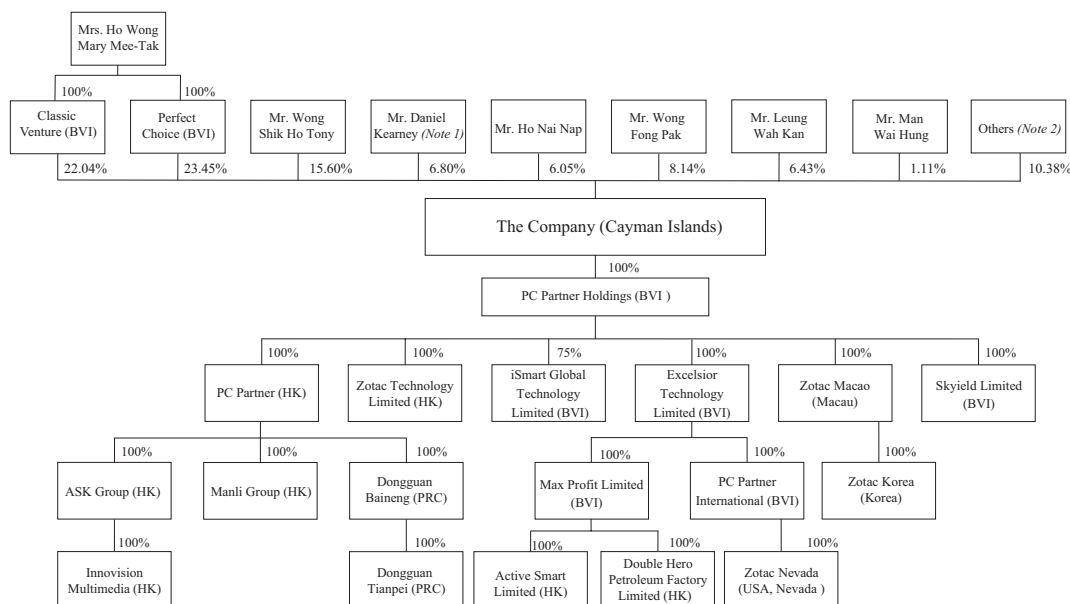 Mrs. Ho Wong
Mary Mee-Tak
100%
100%
Classic
Venture (BVI)
Perfect
Choice (BVI)
Mr. Wong
Shik Ho Tony
Mr. Daniel
Kearney (Note 1)
Mr. Ho Nai Nap
Mr. Wong
Fong Pak
Mr. Leung
Wah Kan
Mr. Man
Wai Hung
Others (Note 2)
22.04%
23.45%
15.60%
6.80%
6.05%
8.14%
6.43%
1.11%
10.38%
The Company (Cayman Islands)
100%
PC Partner Holdings (BVI )
100%
100%
75%
100%
100%
100%
PC Partner (HK)
Zotac Technology
Limited (HK)
iSmart Global
Technology
Limited (BVI)
Excelsior
Technology
Limited (BVI)
Zotac Macao
(Macau)
Skyield Limited
(BVI)
100%
100%
100%
100%
100%
100%
ASK Group (HK)
Manli Group (HK)
Dongguan
Baineng (PRC)
Max Profit Limited
(BVI)
PC Partner
International (BVI)
Zotac Korea
(Korea)
100%
100%
100%
100%
100%
Innovision
Multimedia (HK)
Dongguan
Tianpei (PRC)
Active Smart
Limited (HK)
Double Hero
Petroleum Factory
Limited (HK)
Zotac Nevada
(USA, Nevada )